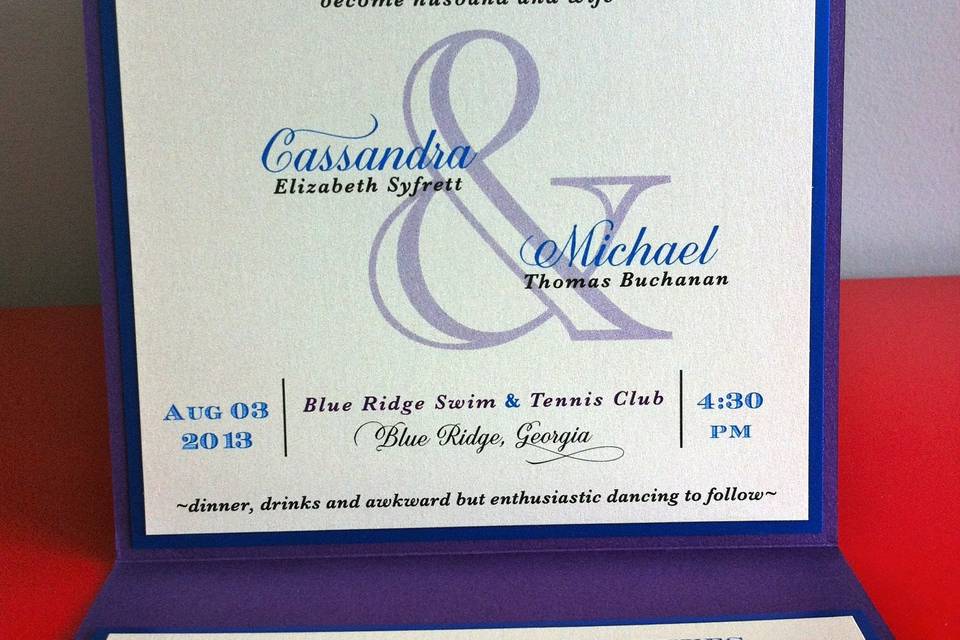 become husband and wife
&
Cassandra
Elizabeth Syfrett
Michael
Thomas Buchanan
Aug 03
2013
Blue Ridge Swim & Tennis Club
Blue Ridge, Georgia
4:30
PM
~dinner, drinks and awkward but enthusiastic dancing to follow~